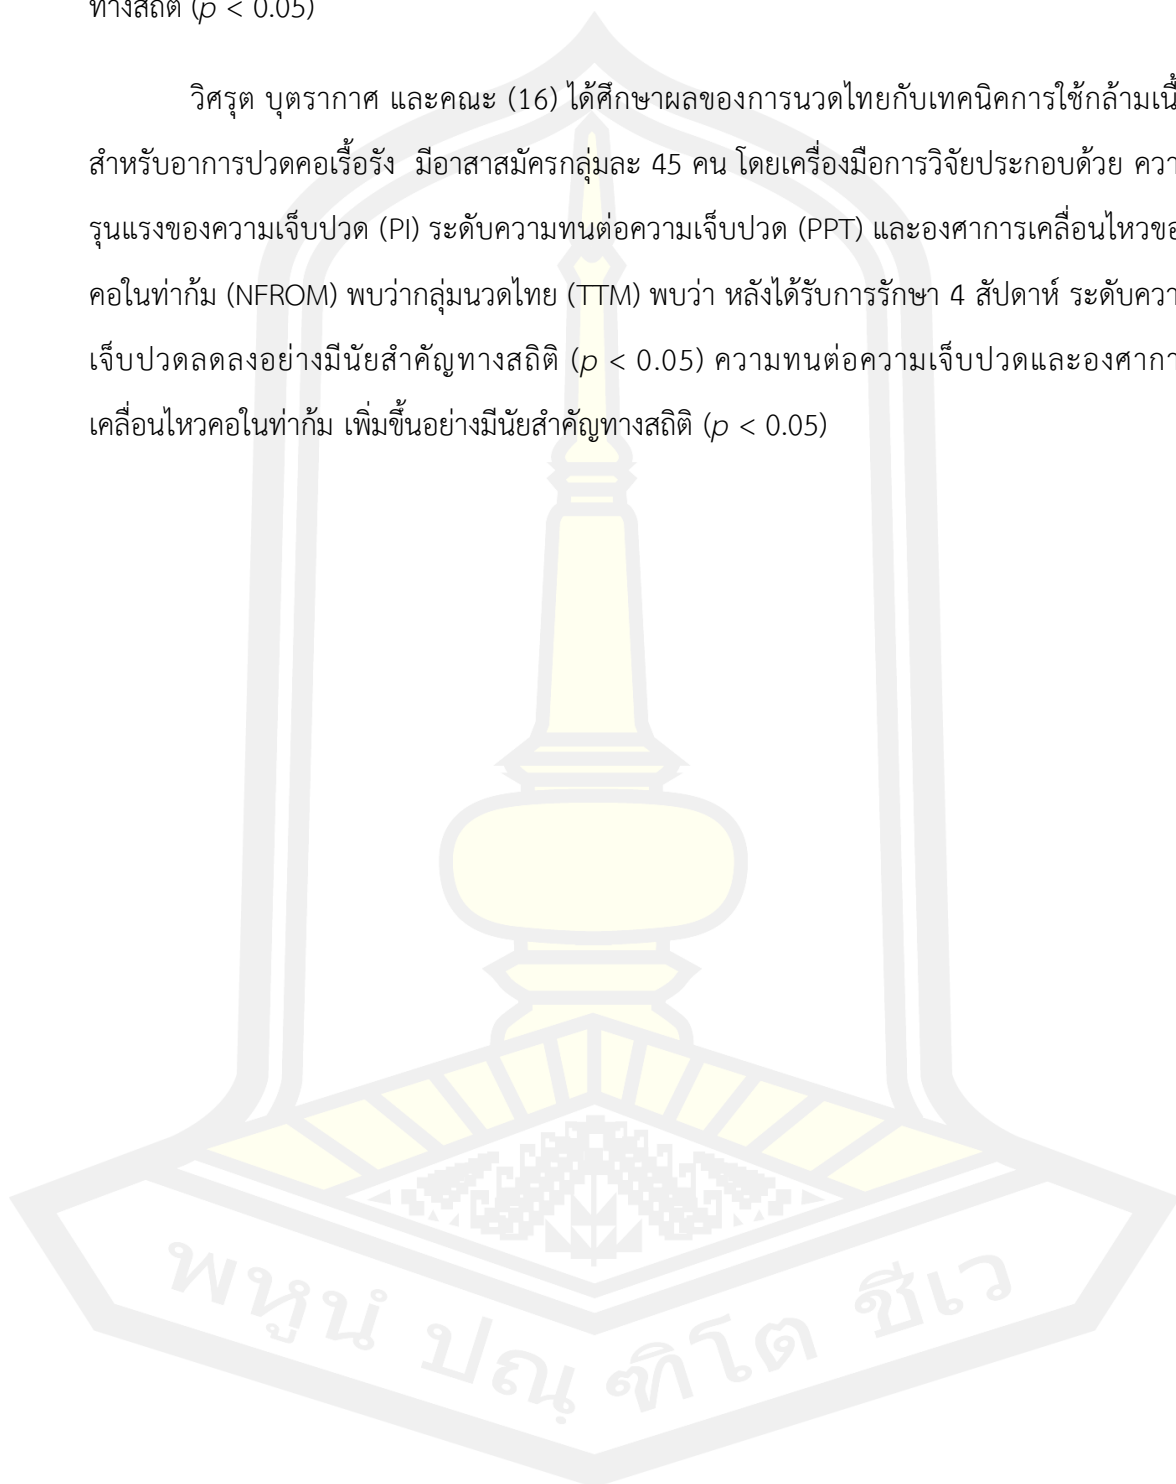 ทางสถิติ (p < 0.05)
วิศรุต บุตรากาศ และคณะ (16) ได้ศึกษาผลของการนวดไทยกับเทคนิคการใช้กล้ามเนื้
สำหรับอาการปวดคอเรื้อรัง มีอาสาสมัครกลุ่มละ 45 คน โดยเครื่องมือการวิจัยประกอบด้วย ควา
รุนแรงของความเจ็บปวด (PI) ระดับความทนต่อความเจ็บปวด (PPT) และองศาการเคลื่อนไหวขอ
คอในท่าก้ม (NFROM) พบว่ากลุ่มนวดไทย (TTM) พบว่า หลังได้รับการรักษา 4 สัปดาห์ ระดับควา
เจ็บปวดลดลงอย่างมีนัยสำคัญทางสถิติ (p < 0.05) ความทนต่อความเจ็บปวดและองศากา
เคลื่อนไหวคอในท่าก้ม เพิ่มขึ้นอย่างมีนัยสำคัญทางสถิติ (p < 0.05)
พหูนํ ปณฺฑิโต ชีเว